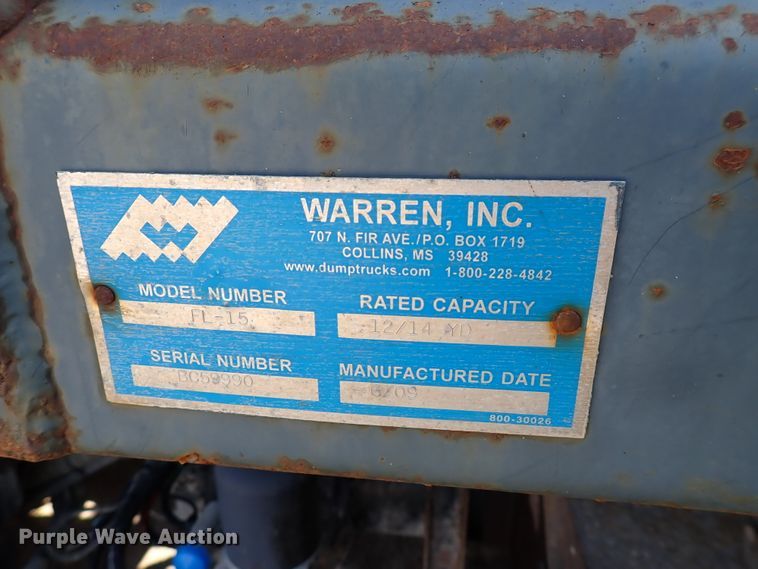 WARREN, INC.
707 N. FIR AVE./P.O. BOX 1719
COLLINS, MS 39428
www.dumptrucks.com 1-800-228-4842
MODEL NUMBER
FL-15
RATED CAPACITY
12/14 YD
SERIAL NUMBER
BC59990
MANUFACTURED DATE
800-30026
Purple Wave Auction